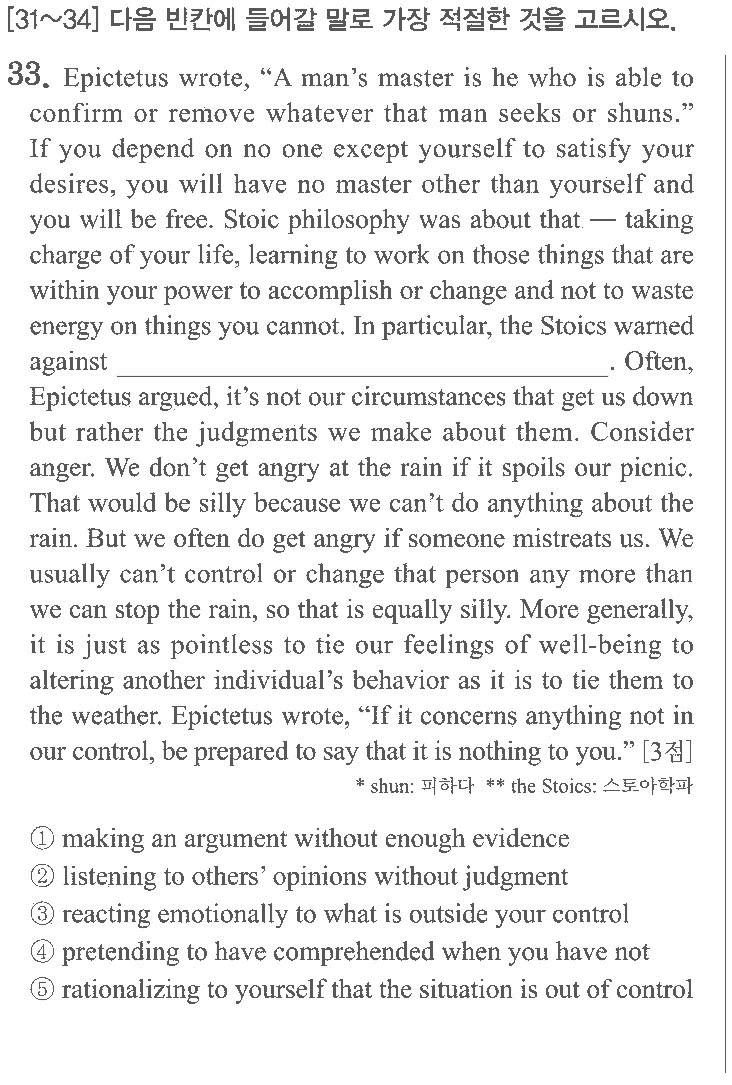 [31~34] 다음 빈칸에 들어갈 말로 가장 적절한 것을 고르시오.
33. Epictetus wrote, “A man’s master is he who is able to
confirm or remove whatever that man seeks or shuns.”
If you depend on no one except yourself to satisfy your
desires, you will have no master other than yourself and
you will be free. Stoic philosophy was about that — taking
charge of your life, learning to work on those things that are
within your power to accomplish or change and not to waste
energy on things you cannot. In particular, the Stoics warned
against ______________________________. Often,
Epictetus argued, it’s not our circumstances that get us down
but rather the judgments we make about them. Consider
anger. We don’t get angry at the rain if it spoils our picnic.
That would be silly because we can’t do anything about the
rain. But we often do get angry if someone mistreats us. We
usually can’t control or change that person any more than
we can stop the rain, so that is equally silly. More generally,
it is just as pointless to tie our feelings of well-being to
altering another individual’s behavior as it is to tie them to
the weather. Epictetus wrote, “If it concerns anything not in
our control, be prepared to say that it is nothing to you.” [3점]
* shun: 피하다 ** the Stoics: 스토아학파
① making an argument without enough evidence
② listening to others’ opinions without judgment
③ reacting emotionally to what is outside your control
④ pretending to have comprehended when you have not
⑤ rationalizing to yourself that the situation is out of control